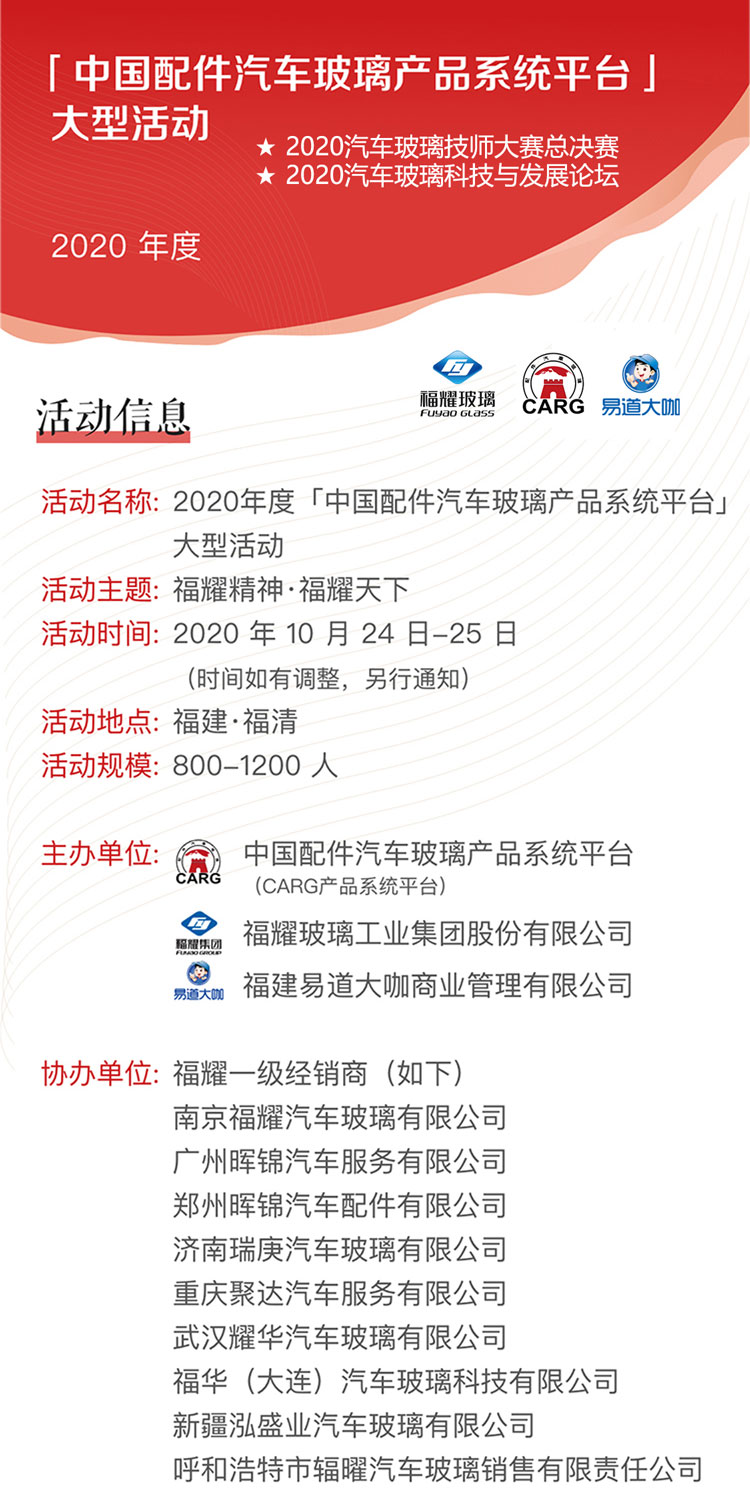 「中国配件汽车玻璃产品系统平台」
大型活动
★ 2020汽车玻璃技师大赛总决赛
★ 2020汽车玻璃科技与发展论坛
2020 年度
福耀玻璃
FUYAO GLASS
CARG
易道大咖
活动信息
活动名称: 2020年度「中国配件汽车玻璃产品系统平台」
大型活动
活动主题: 福耀精神·福耀天下
活动时间: 2020 年 10 月 24 日-25 日
（时间如有调整，另行通知）
活动地点: 福建·福清
活动规模: 800-1200 人
主办单位: CARG 中国配件汽车玻璃产品系统平台
（CARG产品系统平台）
福耀集团
FUYAO GROUP
福耀玻璃工业集团股份有限公司
易道大咖 福建易道大咖商业管理有限公司
协办单位: 福耀一级经销商（如下）
南京福耀汽车玻璃有限公司
广州晖锦汽车服务有限公司
郑州晖锦汽车配件有限公司
济南瑞庚汽车玻璃有限公司
重庆聚达汽车服务有限公司
武汉耀华汽车玻璃有限公司
福华（大连）汽车玻璃科技有限公司
新疆泓盛业汽车玻璃有限公司
呼和浩特市辐曜汽车玻璃销售有限责任公司